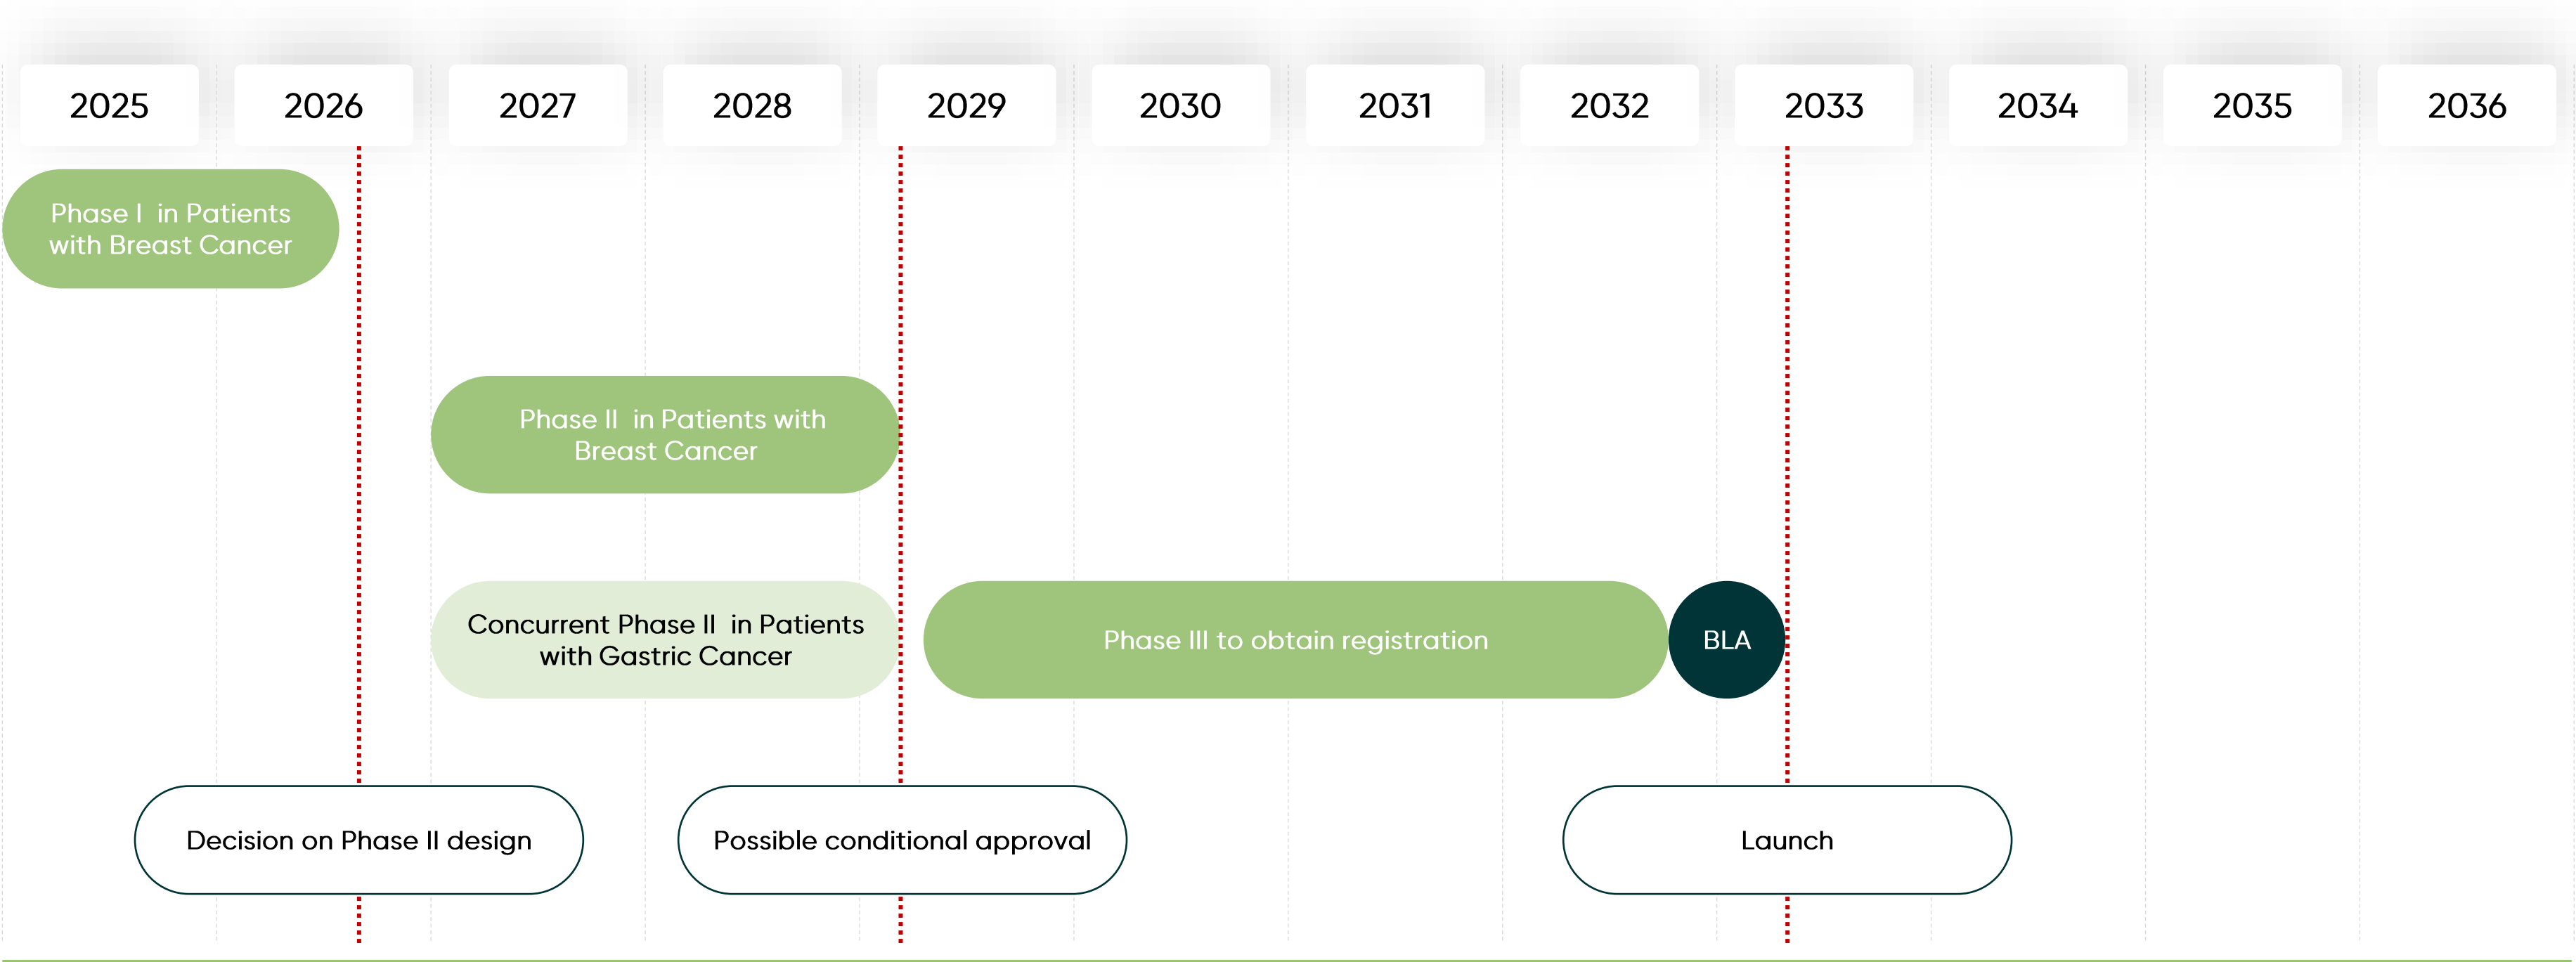 2025
2026
2027
2028
2029
2030
2031
2032
2033
2034
2035
2036
Phase I  in Patients
with Breast Cancer
Phase II  in Patients with
Breast Cancer
Concurrent Phase II  in Patients
with Gastric Cancer
Phase III to obtain registration
BLA
Decision on Phase II design
Possible conditional approval
Launch